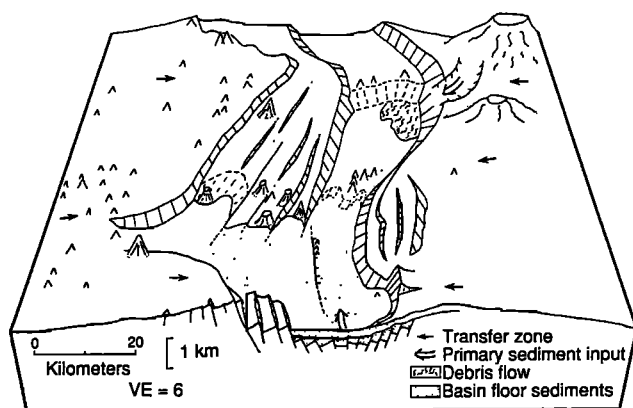 0 20
Kilometers
1 km
VE = 6
Transfer zone
Primary sediment input
Debris flow
Basin floor sediments